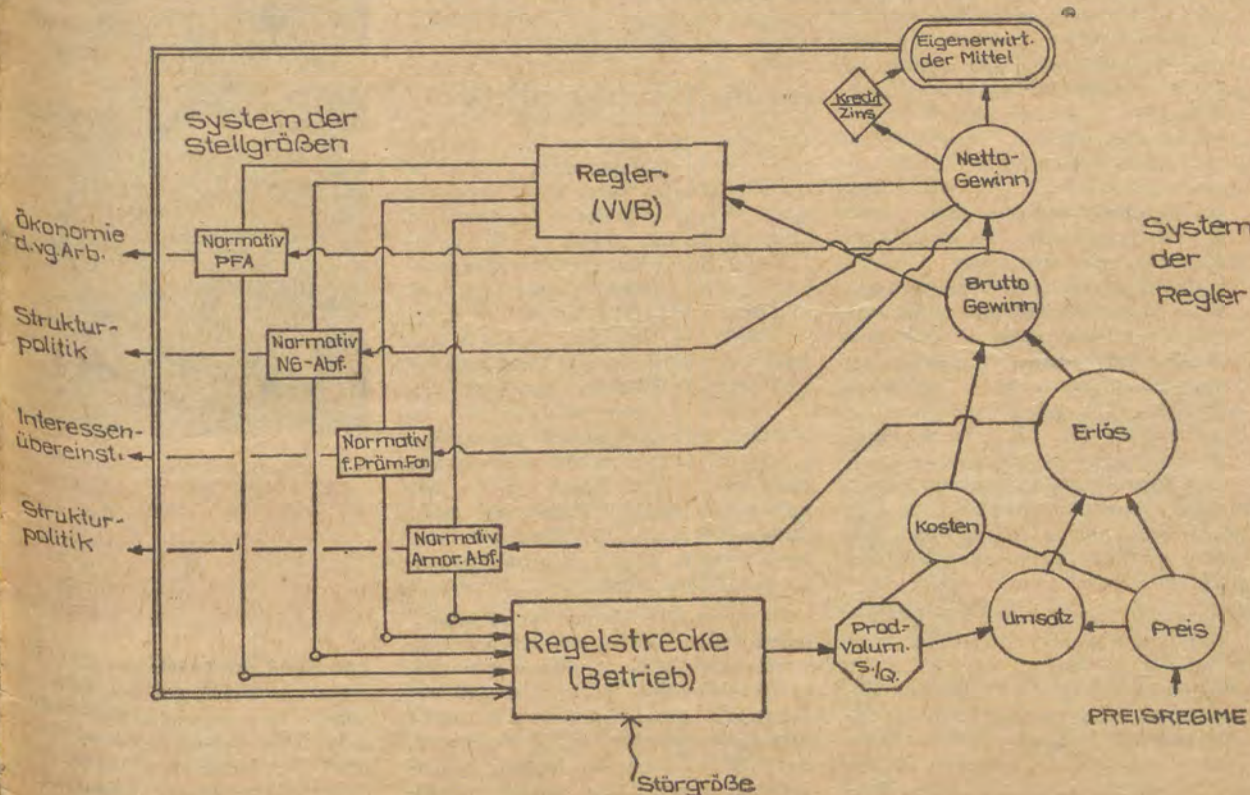 Eigenerwirt.
der Mittel
Kredit
Zins
System der
Stellgrößen
Regler
(VVB)
Netto-
Gewinn
Ökonomie
d.vg.Arb.
Normativ
PFA
System
der
Regler
Brutto
Gewinn
Struktur-
politik
Normativ
NG-Abf.
Interessen-
übereinst.
Normativ
f.Präm.Fon
Erlös
Struktur-
politik
Normativ
Amor.Abf.
Kosten
Regelstrecke
(Betrieb)
Prod-
Volum.
S./Q.
Umsatz
Preis
PREISREGIME
Störgröße